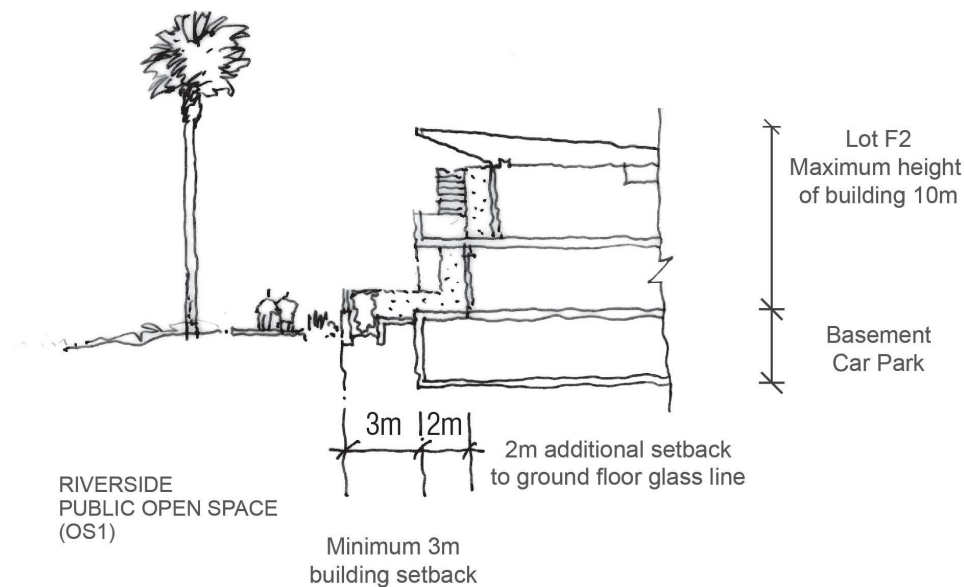 Lot F2
Maximum height
of building 10m
Basement
Car Park
3m
2m
2m additional setback
to ground floor glass line
RIVERSIDE
PUBLIC OPEN SPACE
(OS1)
Minimum 3m
building setback